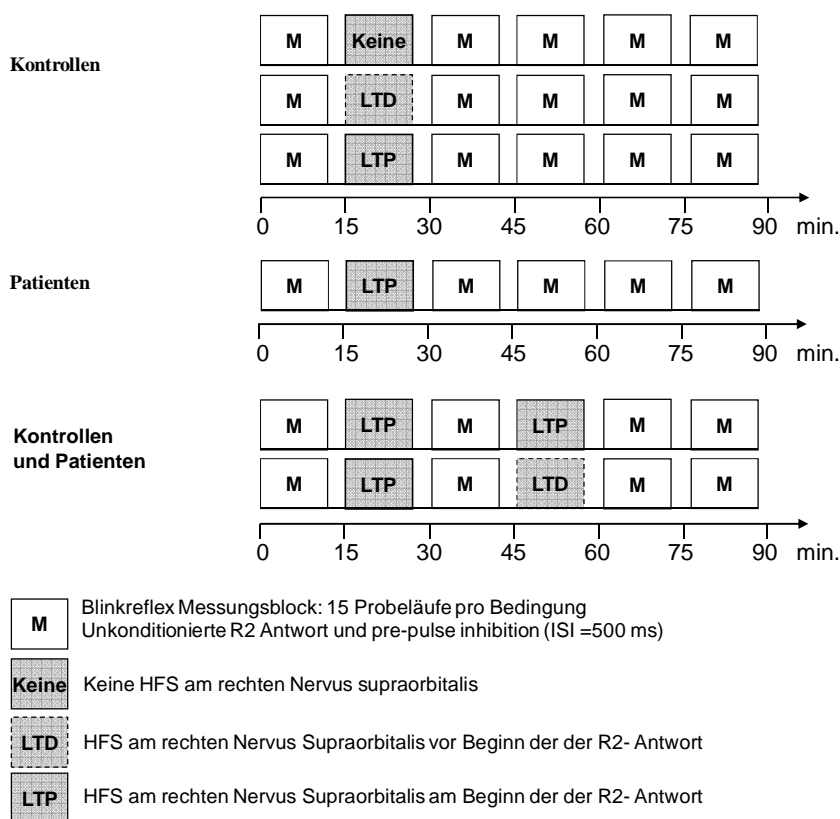 M Keine M M M M
Kontrollen
M LTD M M M M
M LTP M M M M
0 15 30 45 60 75 90 min.
Patienten
M LTP M M M M
0 15 30 45 60 75 90 min.
M LTP M LTP M M
Kontrollen
und Patienten
M LTP M LTD M M
0 15 30 45 60 75 90 min.
M
Blinkreflex Messungsblock: 15 Probeläufe pro Bedingung
Unkonditionierte R2 Antwort und pre-pulse inhibition (ISI =500 ms)
Keine Keine HFS am rechten Nervus supraorbitalis
LTD HFS am rechten Nervus Supraorbitalis vor Beginn der der R2- Antwort
LTP HFS am rechten Nervus Supraorbitalis am Beginn der der R2- Antwort